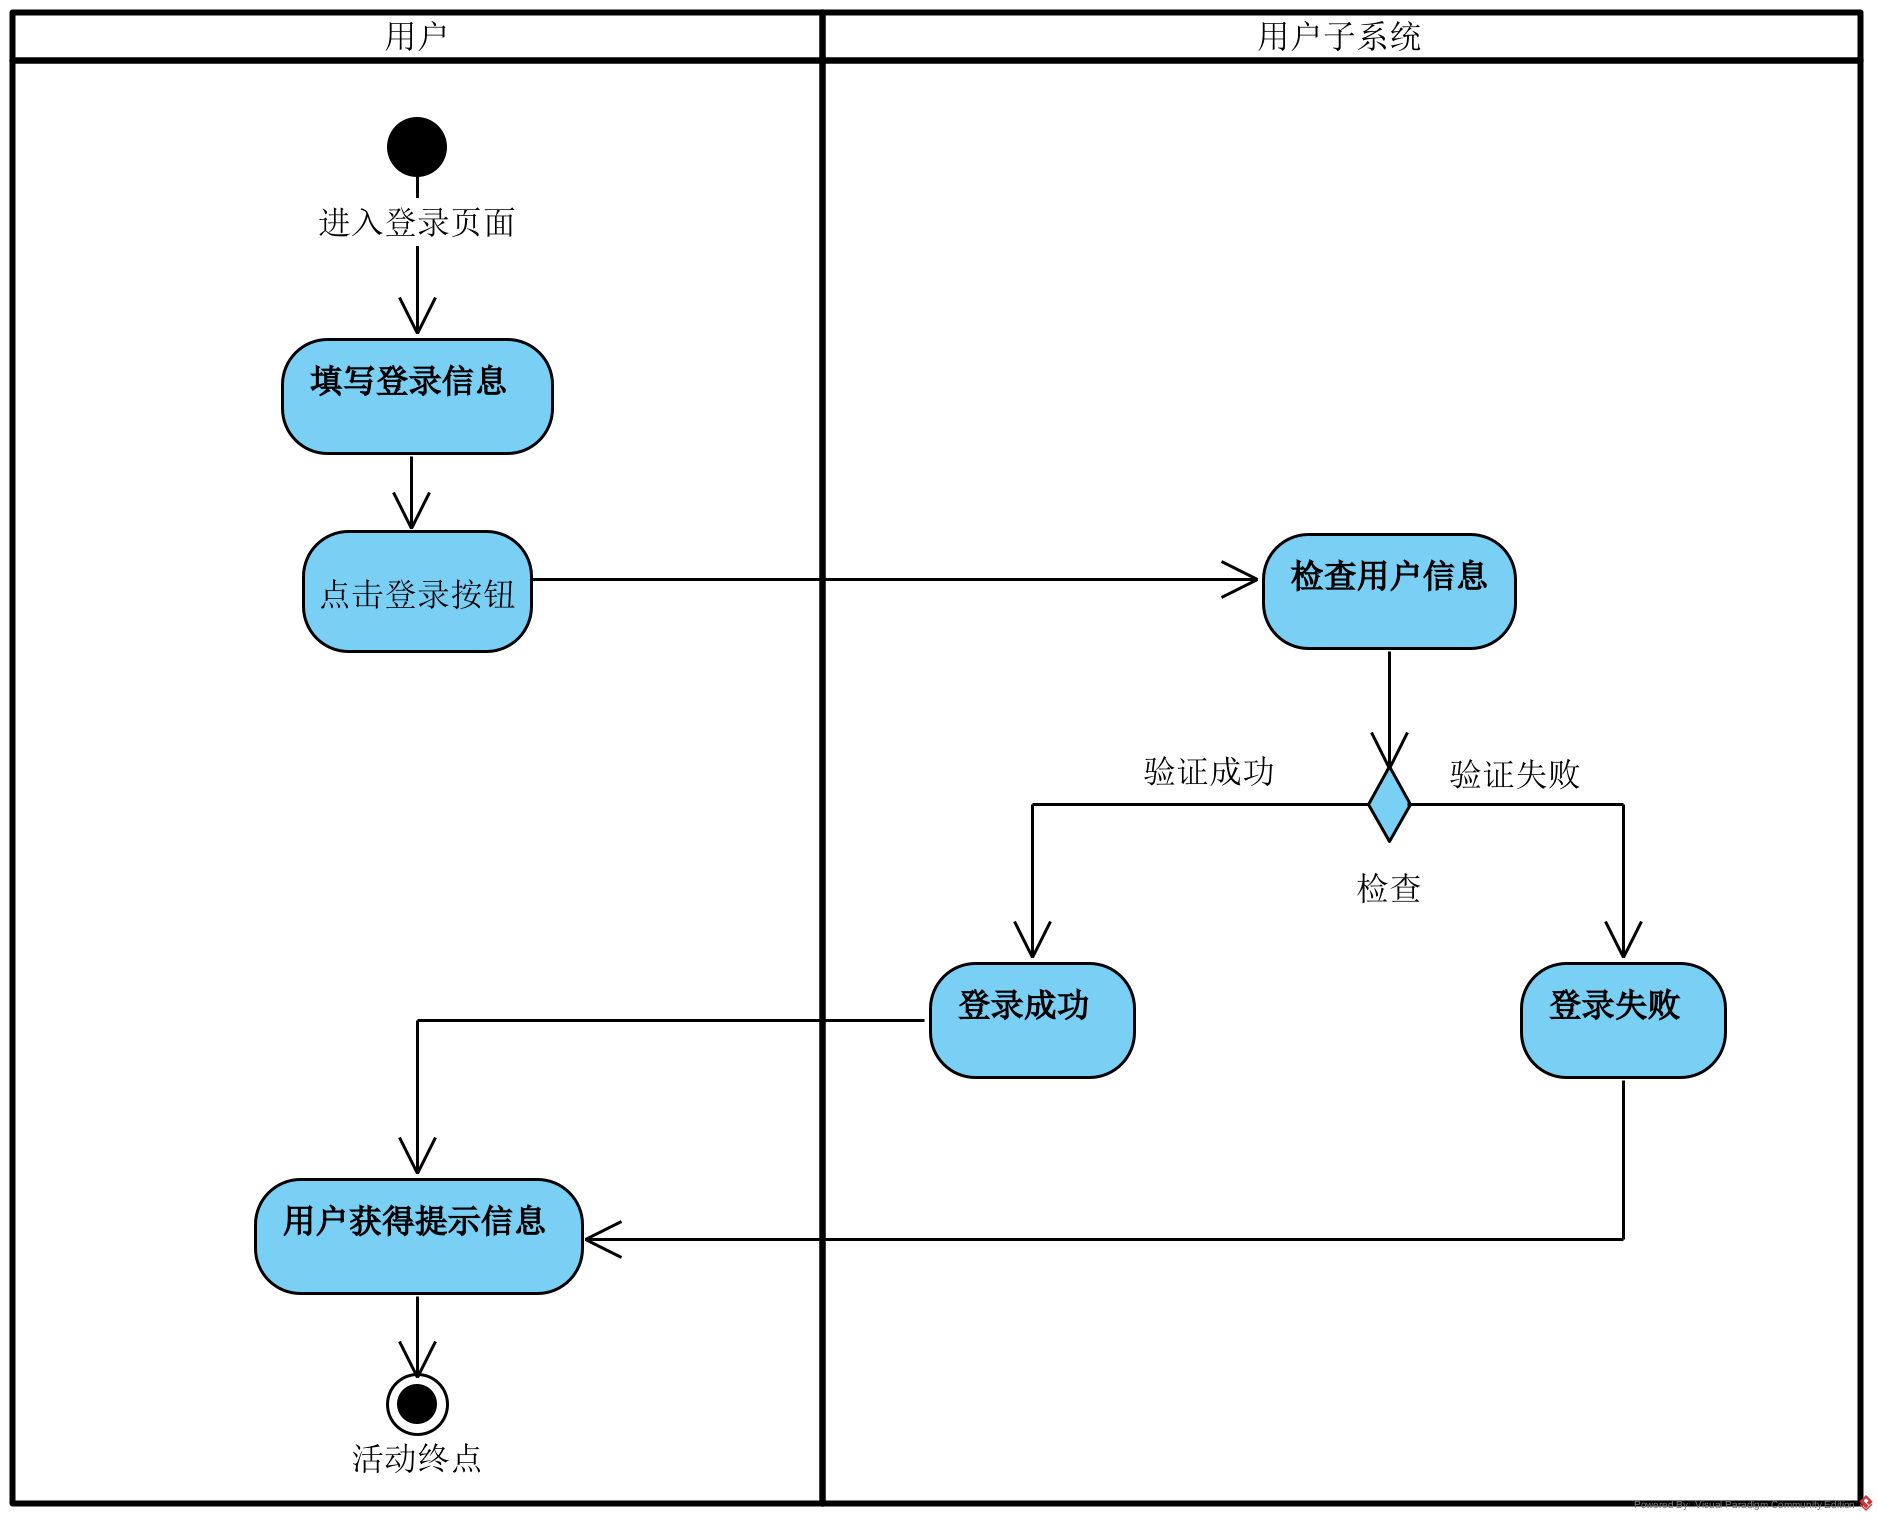 用户
用户子系统
进入登录页面
填写登录信息
点击登录按钮
检查用户信息
验证成功
验证失败
检查
登录成功
登录失败
用户获得提示信息
活动终点
Powered By Visual Paradigm Community Edition